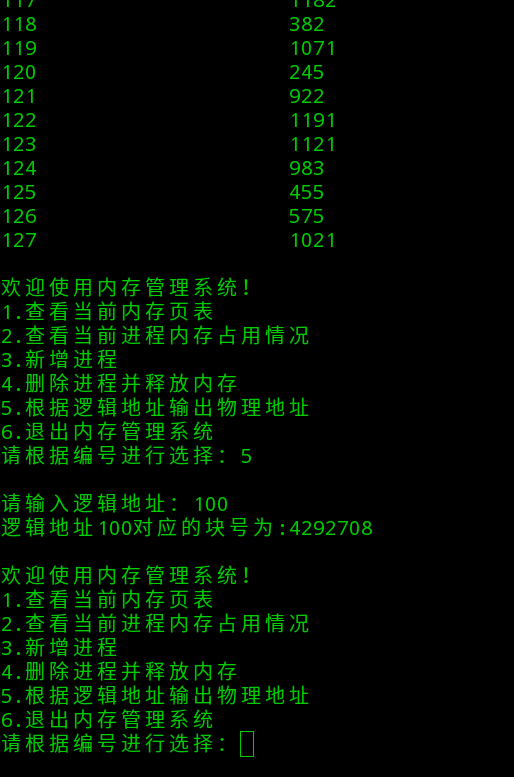 117 1182
118 382
119 1071
120 245
121 922
122 1191
123 1121
124 983
125 455
126 575
127 1021
欢迎使用内存管理系统!
1.查看当前内存页表
2.查看当前进程内存占用情况
3.新增进程
4.删除进程并释放内存
5.根据逻辑地址输出物理地址
6.退出内存管理系统
请根据编号进行选择: 5
请输入逻辑地址: 100
逻辑地址100对应的块号为:4292708
欢迎使用内存管理系统!
1.查看当前内存页表
2.查看当前进程内存占用情况
3.新增进程
4.删除进程并释放内存
5.根据逻辑地址输出物理地址
6.退出内存管理系统
请根据编号进行选择: